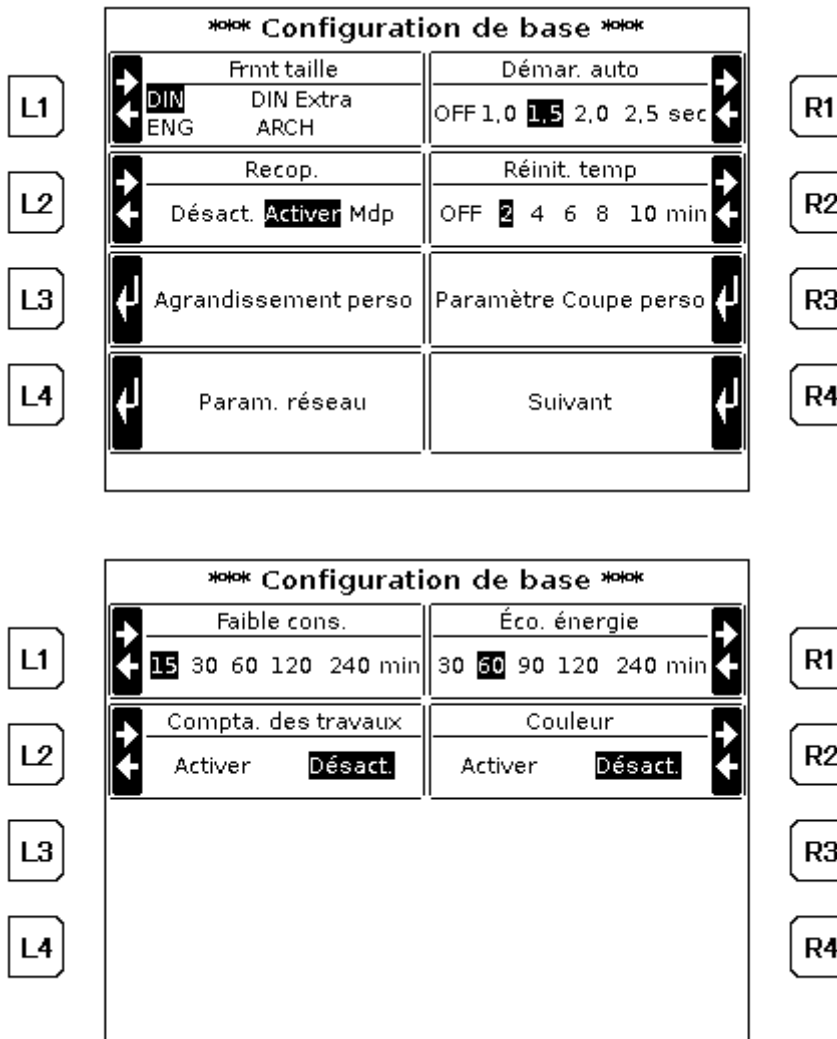 **** Configuration de base ****
Frmt taille
Démar. auto
L1
DIN DIN Extra
ENG ARCH
OFF 1,0 1,5 2,0 2,5 sec
R1
Recop.
Réinit. temp
L2
Désact. Activer Mdp
OFF 2 4 6 8 10 min
R2
L3
Agrandissement perso
Paramètre Coupe perso
R3
L4
Param. réseau
Suivant
R4
**** Configuration de base ****
Faible cons.
Éco. énergie
L1
15 30 60 120 240 min
30 60 90 120 240 min
R1
Compta. des travaux
Couleur
L2
Activer Désact.
Activer Désact.
R2
L3
R3
L4
R4